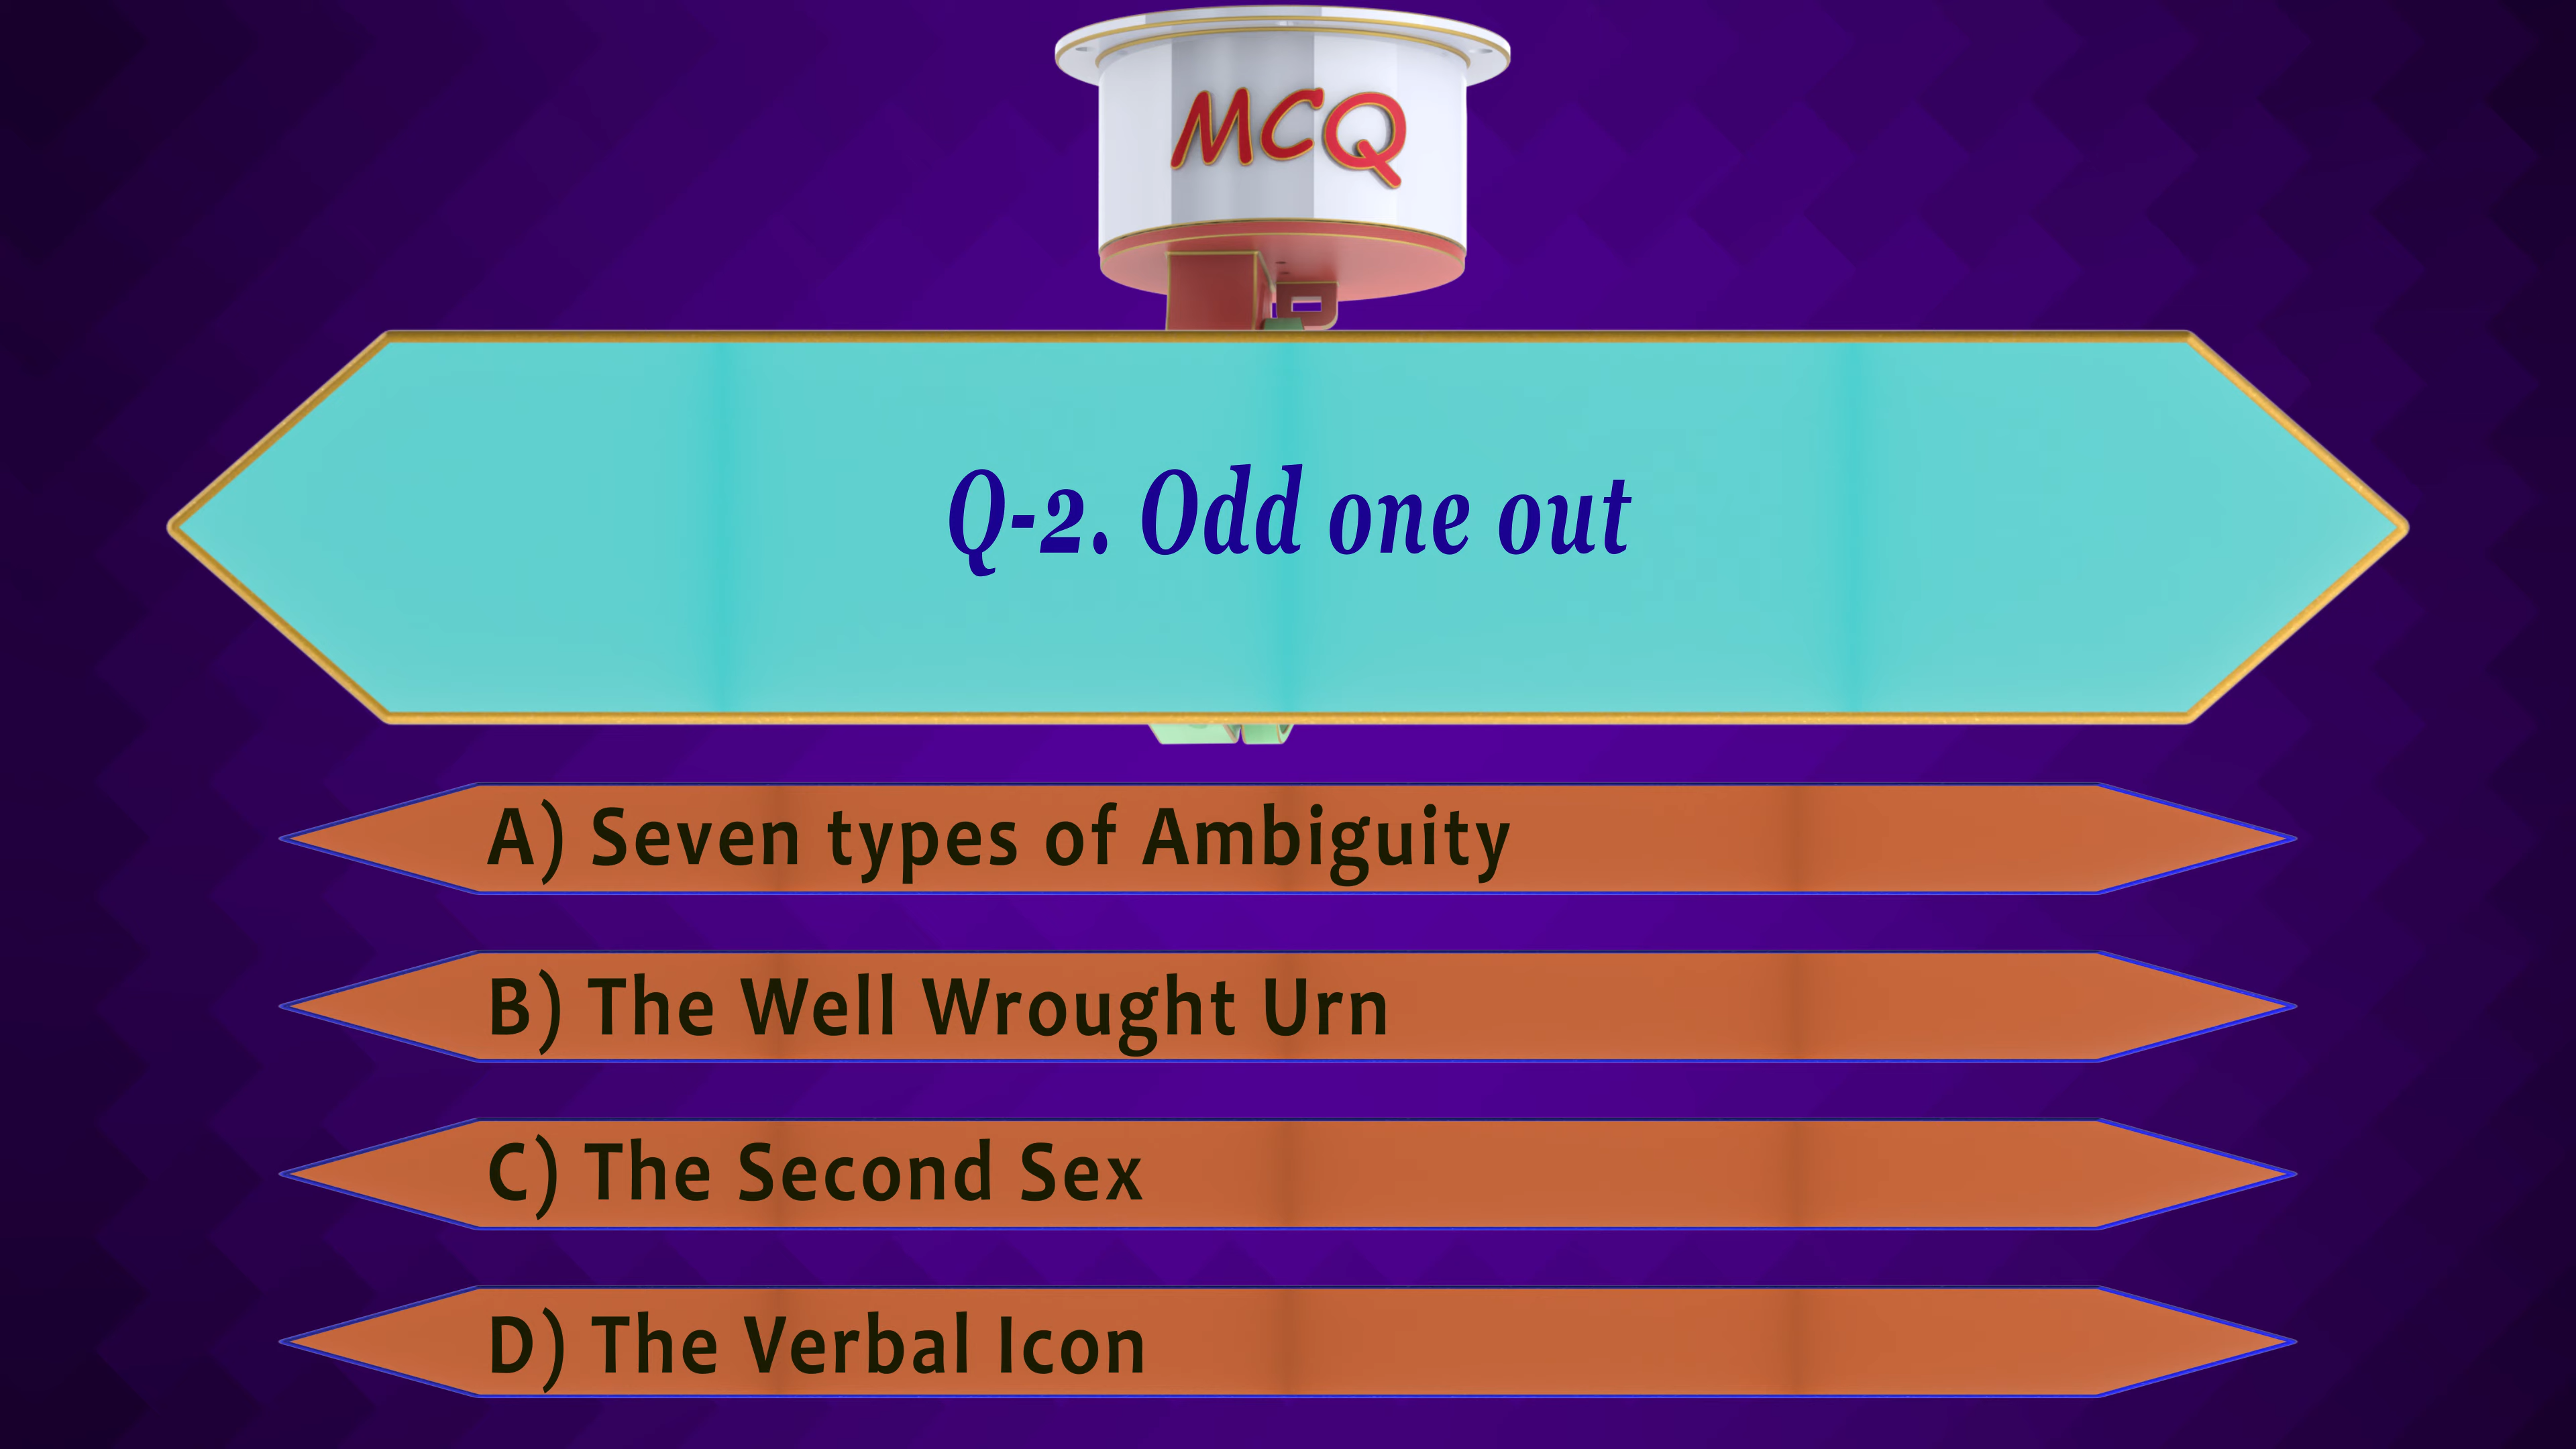 MCQ
Q-2. Odd one out
A) Seven types of Ambiguity
B) The Well Wrought Urn
C) The Second Sex
D) The Verbal Icon